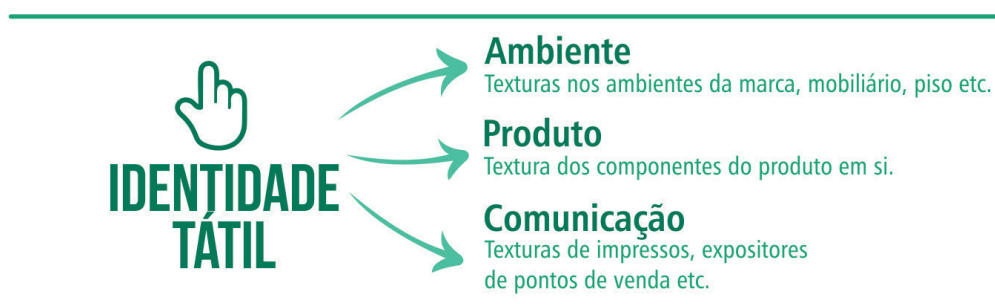 IDENTIDADE
TÁTIL
Ambiente
Texturas nos ambientes da marca, mobiliário, piso etc.
Produto
Textura dos componentes do produto em si.
Comunicação
Texturas de impressos, expositores
de pontos de venda etc.